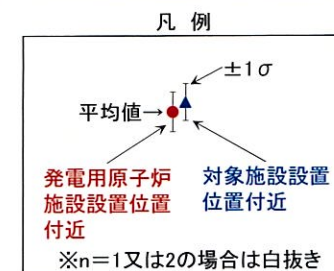 凡 例
±1σ
平均値→
発電用原子炉
施設設置位置
付近
対象施設設置
位置付近
※n=1又は2の場合は白抜き